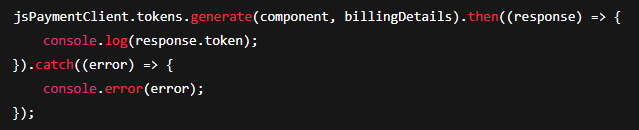 jsPaymentClient.tokens.generate(component, billingDetails).then((response) => {
    console.log(response.token);
}).catch((error) => {
    console.error(error);
});